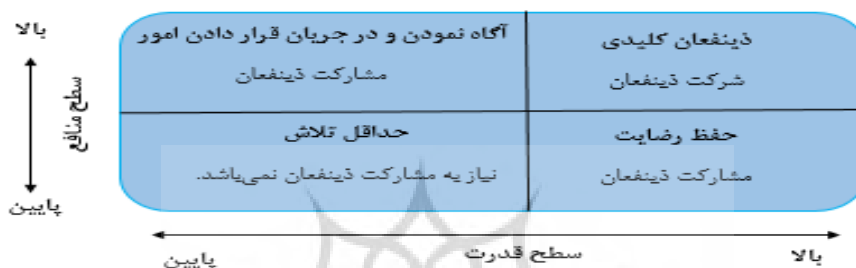 بالا
سطح منافع
پایین
ذینفعان کلیدی
شرکت ذینفعان
آگاه نمودن و در جریان قرار دادن امور
مشارکت ذینفعان
حفظ رضایت
مشارکت ذینفعان
حداقل تلاش
نیاز یه مشارکت ذینفعان نمی‌باشد.
بالا
سطح قدرت
پایین